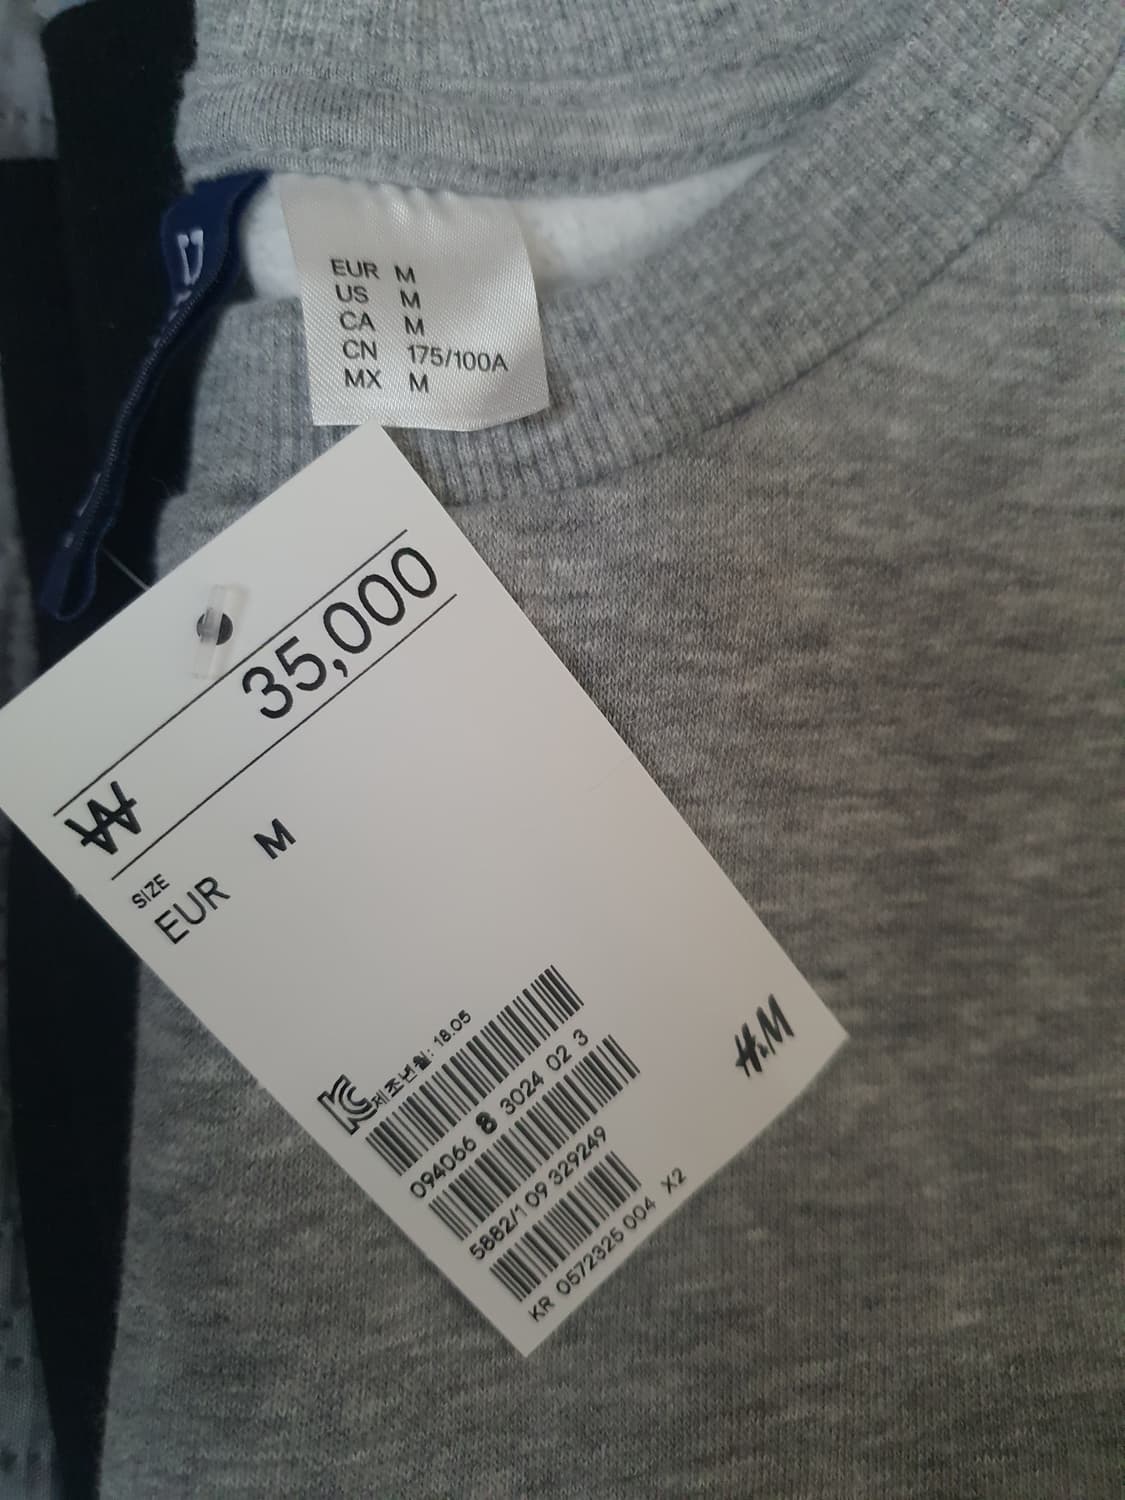 EUR M
US M
CA M
CN 175/100A
MX M
₩ 35,000
SIZE
EUR M
KC 제조년월: 18.05
094066 8 3024 02 3
5882/1 09 329249
KR 0572325 004 X2
H&M